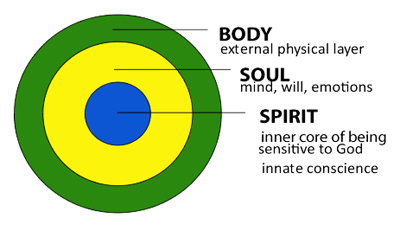 BODY
external physical layer
SOUL
mind, will, emotions
SPIRIT
inner core of being
sensitive to God
innate conscience